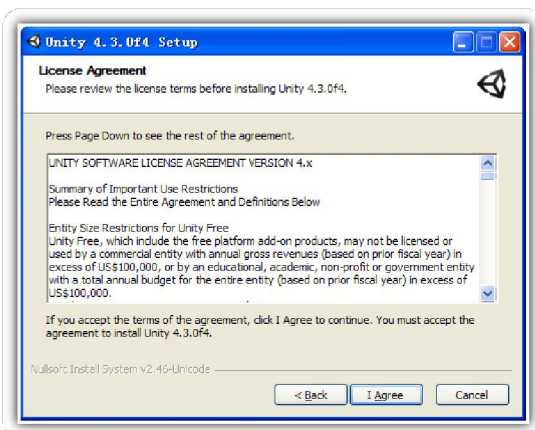 Unity 4.3.0f4 Setup
License Agreement
Please review the license terms before installing Unity 4.3.0f4.
Press Page Down to see the rest of the agreement.
UNITY SOFTWARE LICENSE AGREEMENT VERSION 4.x
Summary of Important Use Restrictions
Please Read the Entire Agreement and Definitions Below
Entity Size Restrictions for Unity Free
Unity Free, which include the free platform add-on products, may not be licensed or
used by a commercial entity with annual gross revenues (based on prior fiscal year) in
excess of US$100,000, or by an educational, academic, non-profit or government entity
with a total annual budget for the entire entity (based on prior fiscal year) in excess of
US$100,000.
If you accept the terms of the agreement, click I Agree to continue. You must accept the
agreement to install Unity 4.3.0f4.
Nullsoft Install System v2.46-Unicode
< Back I Agree Cancel